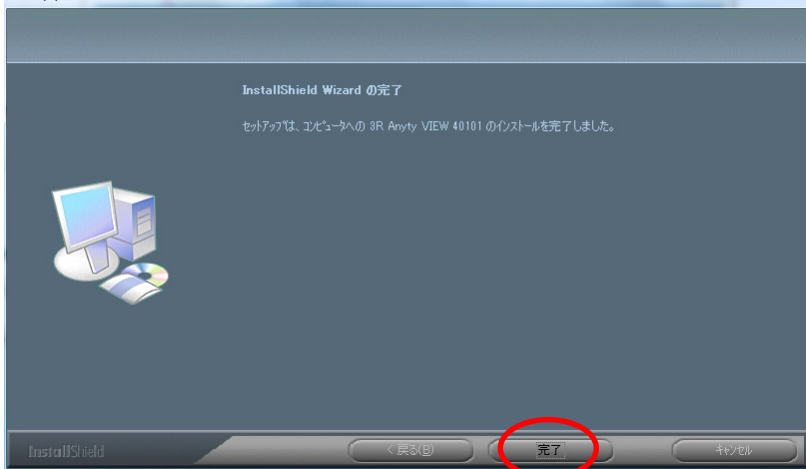 InstallShield Wizard の完了
セットアップは、コンピュータへの 3R Anyty VIEW 40101 のインストールを完了しました。
InstallShield
< 戻る(B)
完了
キャンセル